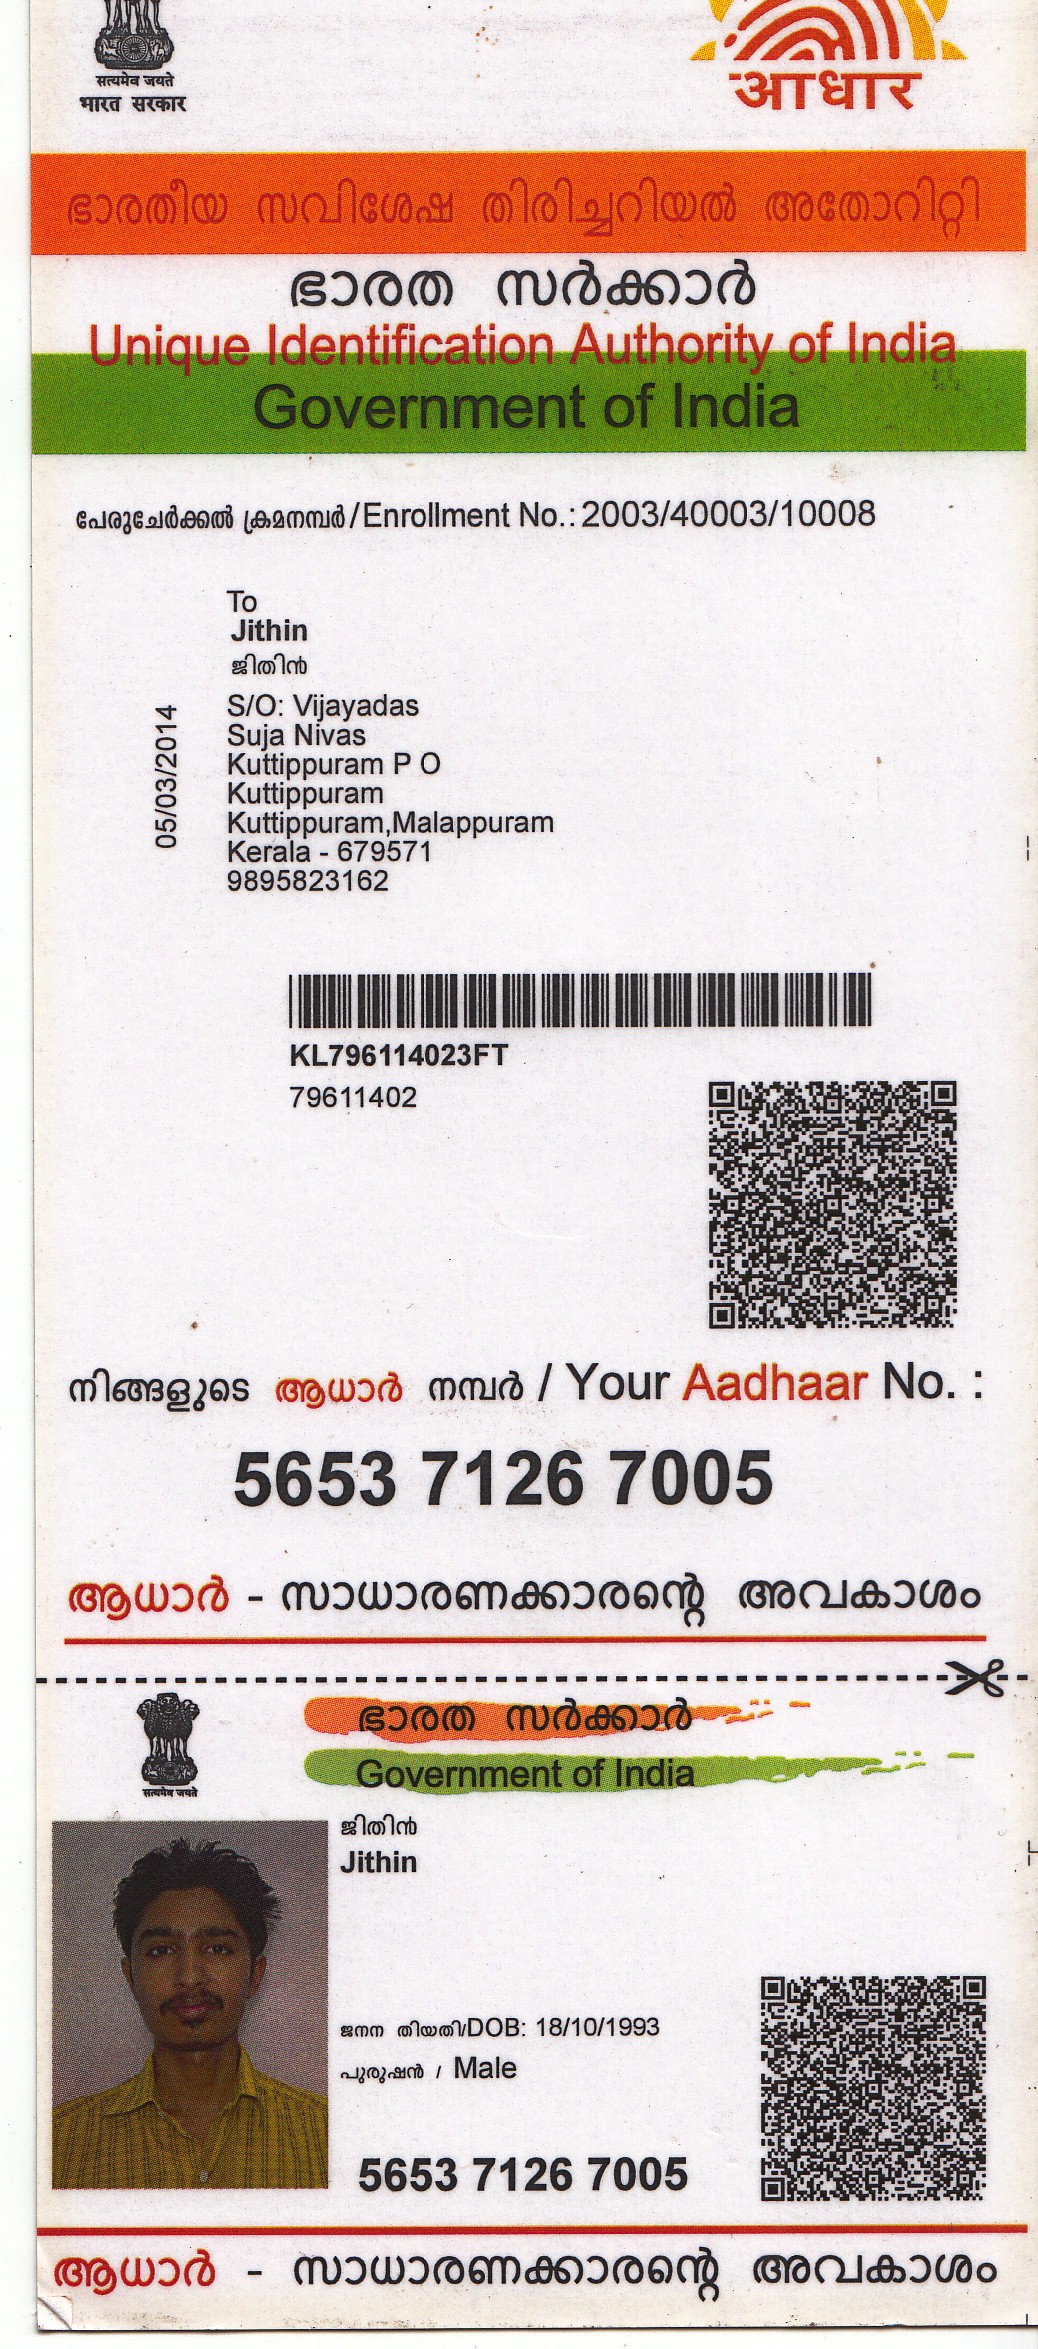 सत्यमेव जयते
भारत सरकार
आधार
ഭാരതീയ സവിശേഷ തിരിച്ചറിയൽ അതോറിറ്റി
ഭാരത സർക്കാർ
Unique Identification Authority of India
Government of India
പേരുചേർക്കൽ ക്രമനമ്പർ/Enrollment No.: 2003/40003/10008
To
Jithin
ജിതിൻ
S/O: Vijayadas
Suja Nivas
Kuttippuram P O
Kuttippuram
Kuttippuram,Malappuram
Kerala - 679571
9895823162
05/03/2014
KL796114023FT
79611402
നിങ്ങളുടെ ആധാർ നമ്പർ / Your Aadhaar No. :
5653 7126 7005
ആധാർ - സാധാരണക്കാരന്റെ അവകാശം
ഭാരത സർക്കാർ
Government of India
सत्यमेव जयते
ജിതിൻ
Jithin
ജനന തിയതി/DOB: 18/10/1993
പുരുഷൻ / Male
5653 7126 7005
ആധാർ - സാധാരണക്കാരന്റെ അവകാശം